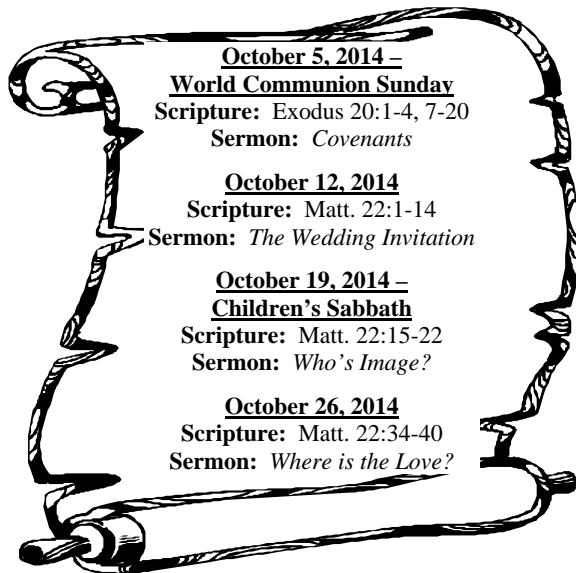 October 5, 2014 –
World Communion Sunday
Scripture: Exodus 20:1-4, 7-20
Sermon: Covenants
October 12, 2014
Scripture: Matt. 22:1-14
Sermon: The Wedding Invitation
October 19, 2014 –
Children’s Sabbath
Scripture: Matt. 22:15-22
Sermon: Who’s Image?
October 26, 2014
Scripture: Matt. 22:34-40
Sermon: Where is the Love?